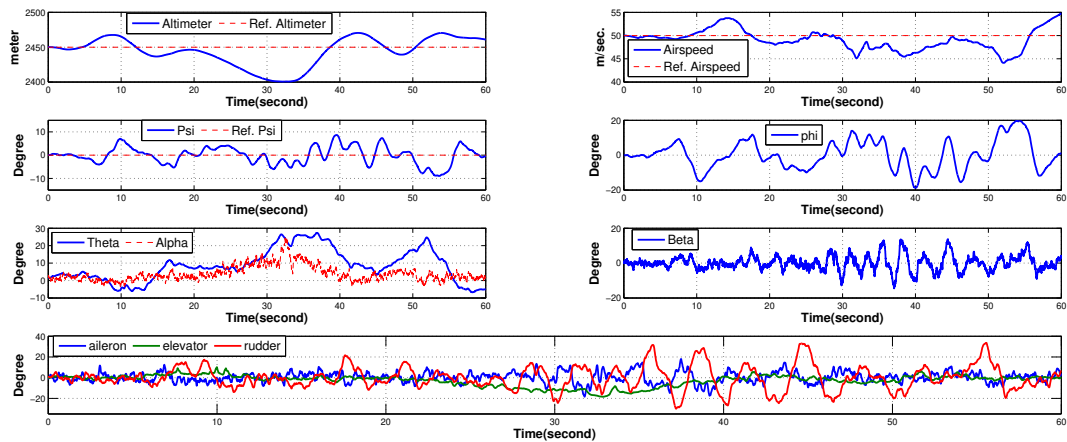 2500
2450
2400
meter
Altimeter
Ref. Altimeter
0 10 20 30 40 50 60
Time(second)
55
50
45
40
m/sec.
Airspeed
Ref. Airspeed
0 10 20 30 40 50 60
Time(second)
10
0
−10
Degree
Psi
Ref. Psi
0 10 20 30 40 50 60
Time(second)
20
0
−20
Degree
phi
0 10 20 30 40 50 60
Time(second)
30
20
10
0
−10
Degree
Theta
Alpha
0 10 20 30 40 50 60
Time(second)
20
0
−20
Degree
Beta
0 10 20 30 40 50 60
Time(second)
40
20
0
−20
Degree
aileron
elevator
rudder
0 10 20 30 40 50 60
Time(second)